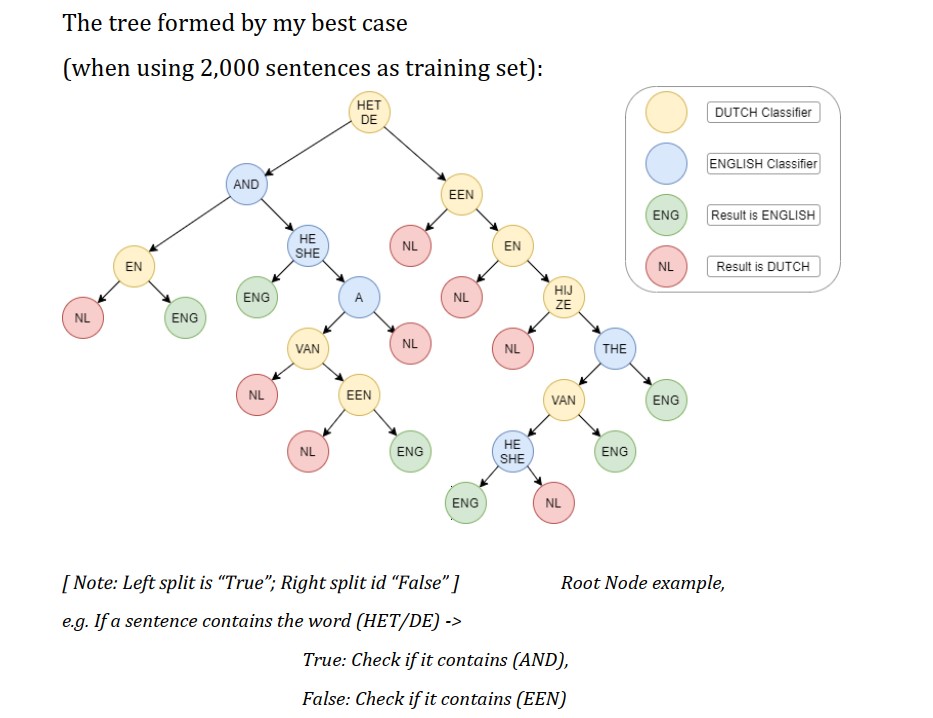 The tree formed by my best case
(when using 2,000 sentences as training set):
HET
DE
DUTCH Classifier
ENGLISH Classifier
AND
EEN
ENG
Result is ENGLISH
HE
SHE
NL
EN
EN
NL
Result is DUTCH
ENG
A
NL
HIJ
ZE
NL
ENG
VAN
NL
NL
THE
NL
EEN
VAN
ENG
NL
ENG
HE
SHE
ENG
ENG
NL
[ Note: Left split is “True”; Right split id “False” ]
Root Node example,
e.g. If a sentence contains the word (HET/DE) ->
True: Check if it contains (AND),
False: Check if it contains (EEN)